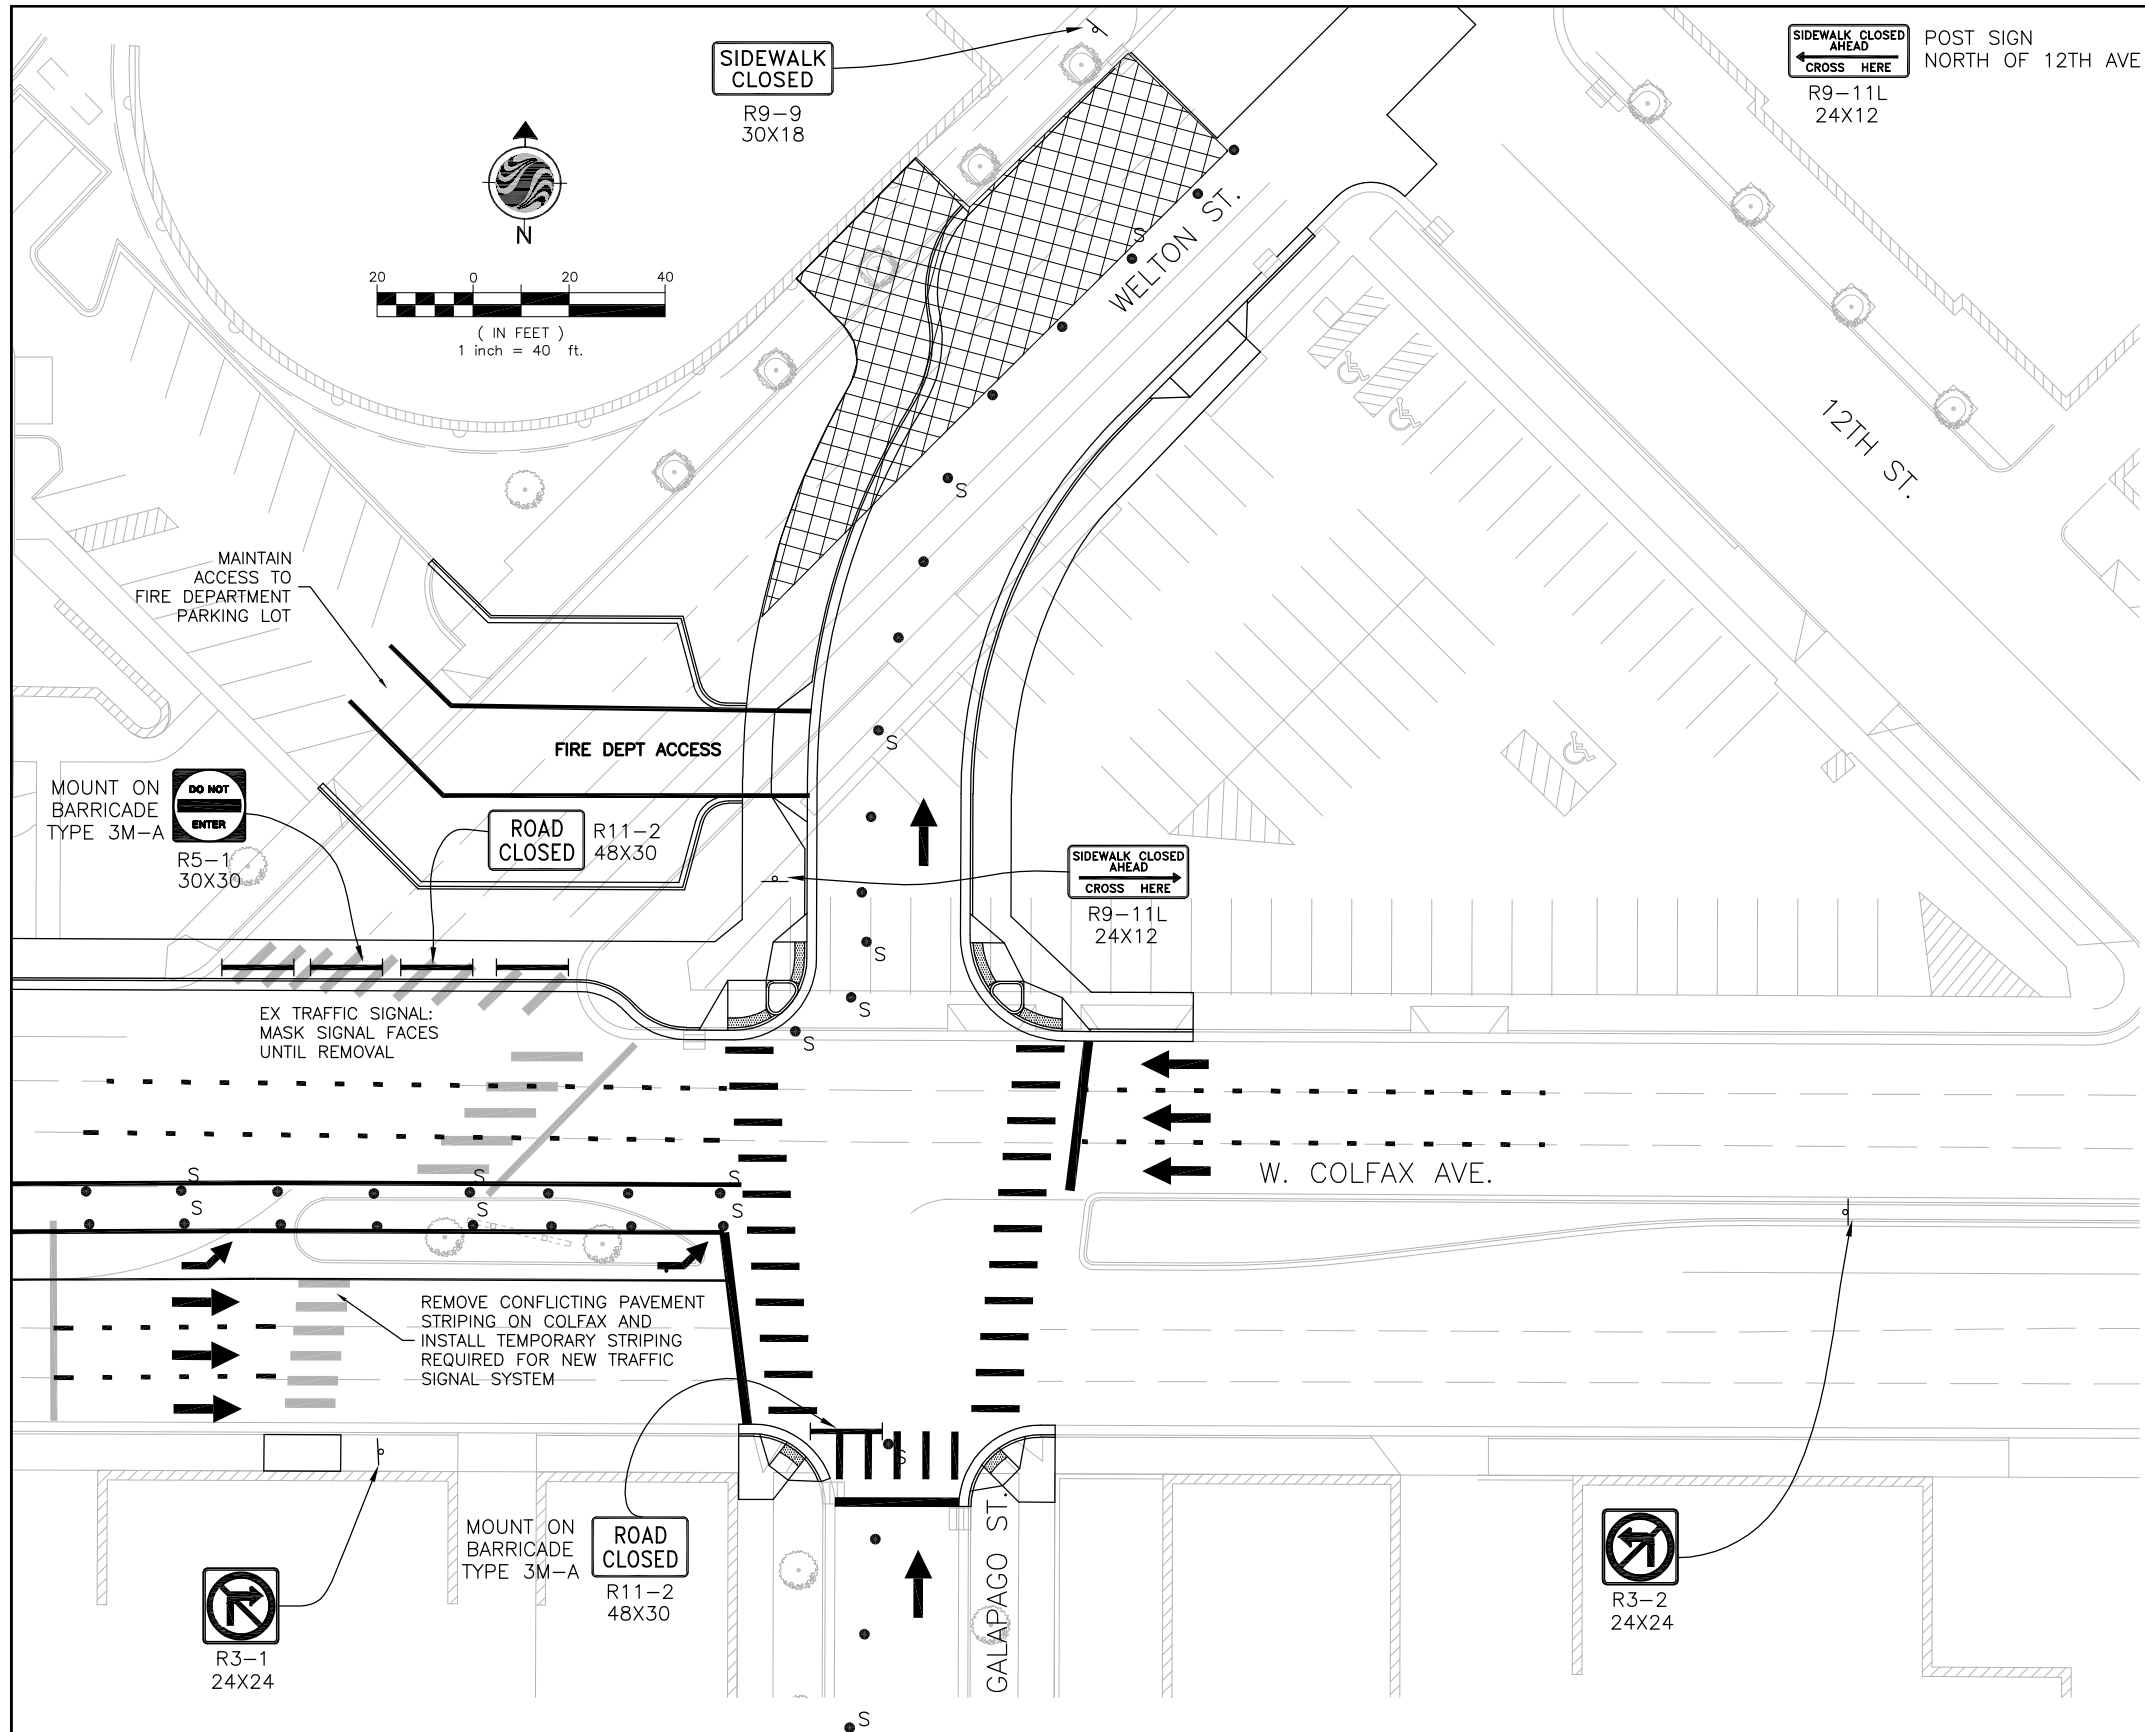 SIDEWALK
CLOSED
R9-9
30X18
SIDEWALK CLOSED
AHEAD
CROSS HERE
R9-11L
24X12
POST SIGN
NORTH OF 12TH AVE
N
20 0 20 40
( IN FEET )
1 inch = 40 ft.
S
WELTON ST.
12TH ST.
S
MAINTAIN
ACCESS TO
FIRE DEPARTMENT
PARKING LOT
FIRE DEPT ACCESS
S
MOUNT ON
BARRICADE
TYPE 3M-A
DO NOT
ENTER
R5-1
30X30
ROAD
CLOSED
R11-2
48X30
SIDEWALK CLOSED
AHEAD
CROSS HERE
R9-11L
24X12
S
S
S
EX TRAFFIC SIGNAL:
MASK SIGNAL FACES
UNTIL REMOVAL
W. COLFAX AVE.
S S S
S S S
REMOVE CONFLICTING PAVEMENT
STRIPING ON COLFAX AND
INSTALL TEMPORARY STRIPING
REQUIRED FOR NEW TRAFFIC
SIGNAL SYSTEM
S
MOUNT ON
BARRICADE
TYPE 3M-A
ROAD
CLOSED
R11-2
48X30
GALAPAGO ST.
R3-1
24X24
R3-2
24X24
S